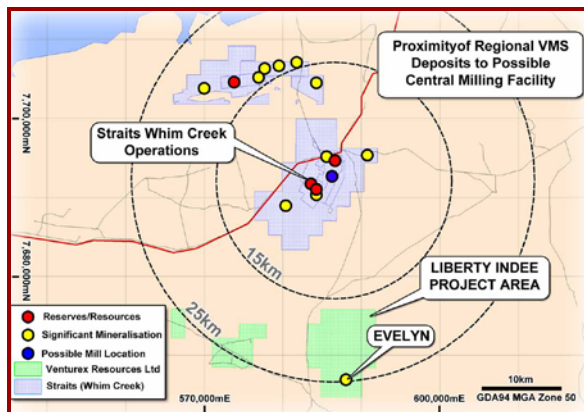 Proximityof Regional VMS
Deposits to Possible
Central Milling Facility
7,700,000mN
Straits Whim Creek
Operations
15km
7,680,000mN
25km
LIBERTY INDEE
PROJECT AREA
EVELYN
Reserves/Resources
Significant Mineralisation
Possible Mill Location
Venturex Resources Ltd
Straits (Whim Creek)
10km
GDA94 MGA Zone 50
570,000mE
600,000mE